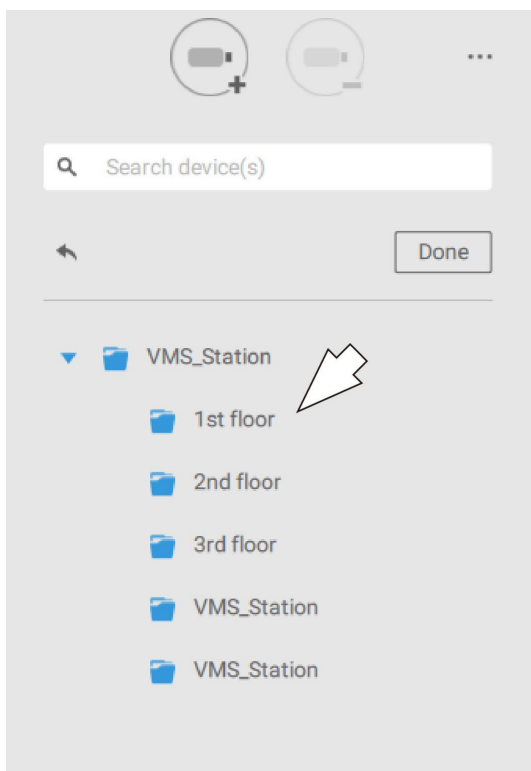 Search device(s)
Done
VMS_Station
1st floor
2nd floor
3rd floor
VMS_Station
VMS_Station